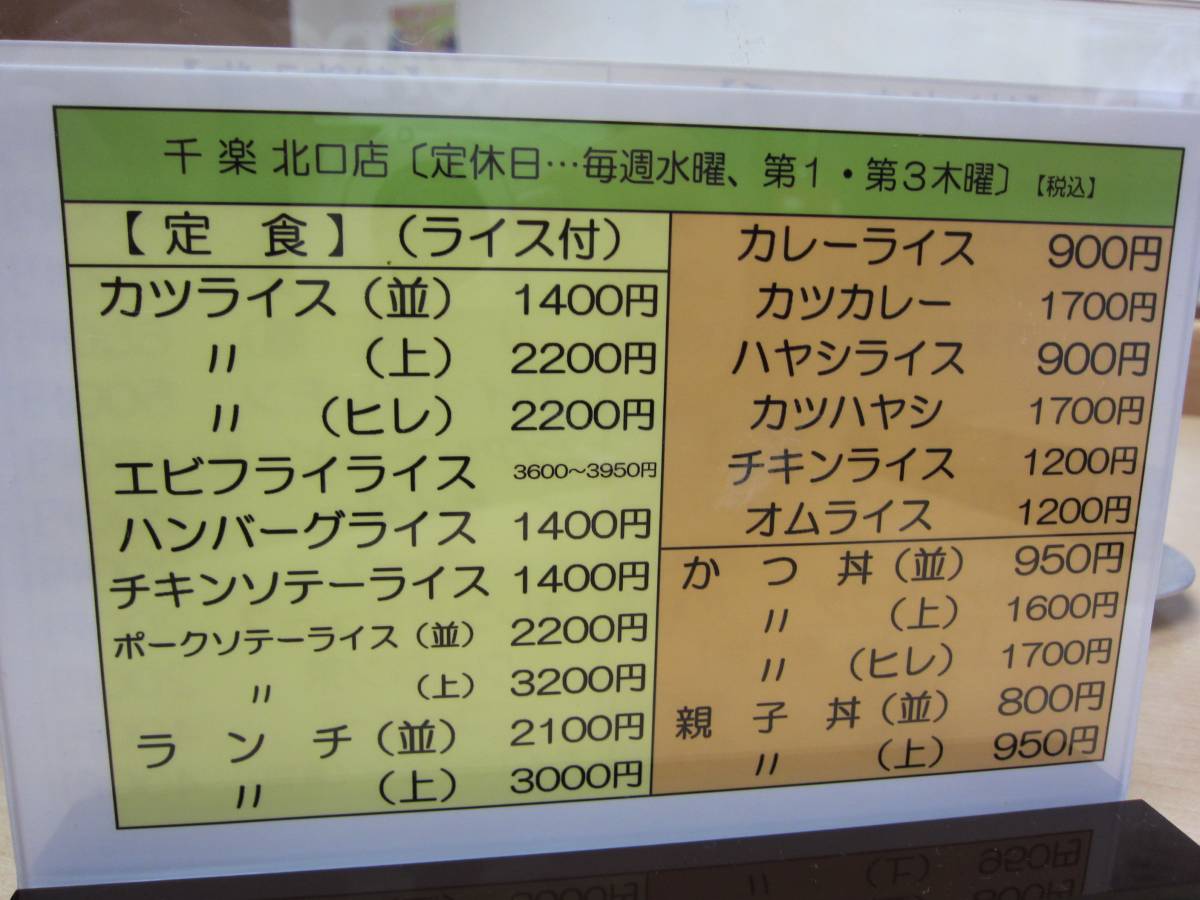 千楽 北口店〔定休日…毎週水曜、第1・第3木曜〕【税込】
【定 食】（ライス付）
カツライス（並） 1400円
〃 （上） 2200円
〃 （ヒレ） 2200円
エビフライライス 3600～3950円
ハンバーグライス 1400円
チキンソテーライス 1400円
ポークソテーライス（並） 2200円
〃 （上） 3200円
ランチ（並） 2100円
〃 （上） 3000円
カレーライス 900円
カツカレー 1700円
ハヤシライス 900円
カツハヤシ 1700円
チキンライス 1200円
オムライス 1200円
かつ丼（並） 950円
〃 （上） 1600円
〃 （ヒレ） 1700円
親子丼（並） 800円
〃 （上） 950円